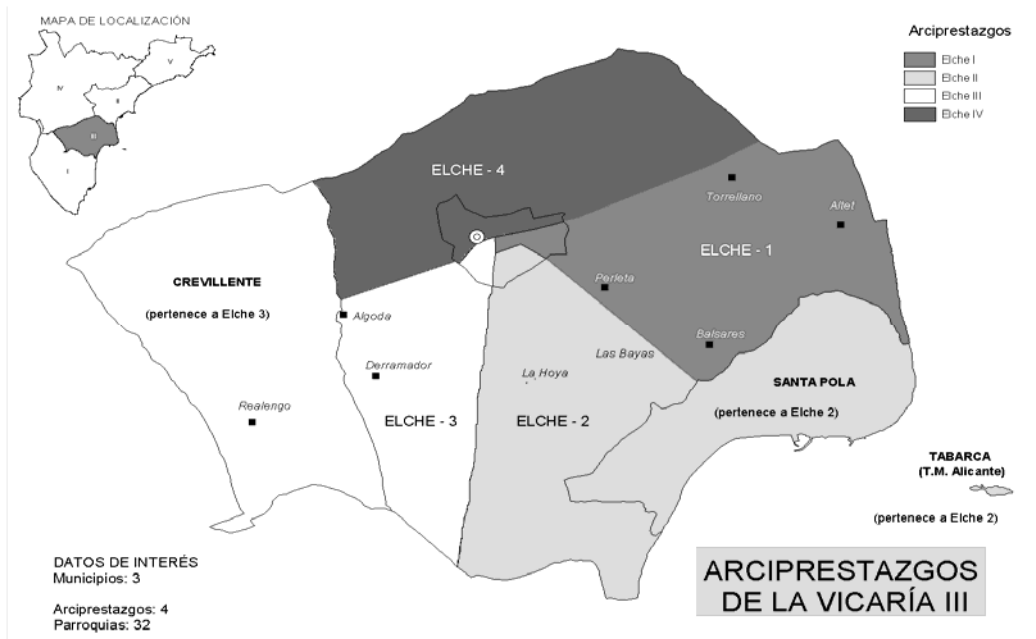 MAPA DE LOCALIZACIÓN
V
IV
II
III
I
Arciprestazgos
Elche I
Elche II
Elche III
Elche IV
ELCHE - 4
Torrellano
Altet
ELCHE - 1
CREVILLENTE
(pertenece a Elche 3)
Perleta
Algoda
Balsares
Las Bayas
Derramador
La Hoya
SANTA POLA
(pertenece a Elche 2)
Realengo
ELCHE - 3
ELCHE - 2
TABARCA
(T.M. Alicante)
(pertenece a Elche 2)
DATOS DE INTERÉS
Municipios: 3
Arciprestazgos: 4
Parroquias: 32
ARCIPRESTAZGOS
DE LA VICARÍA III